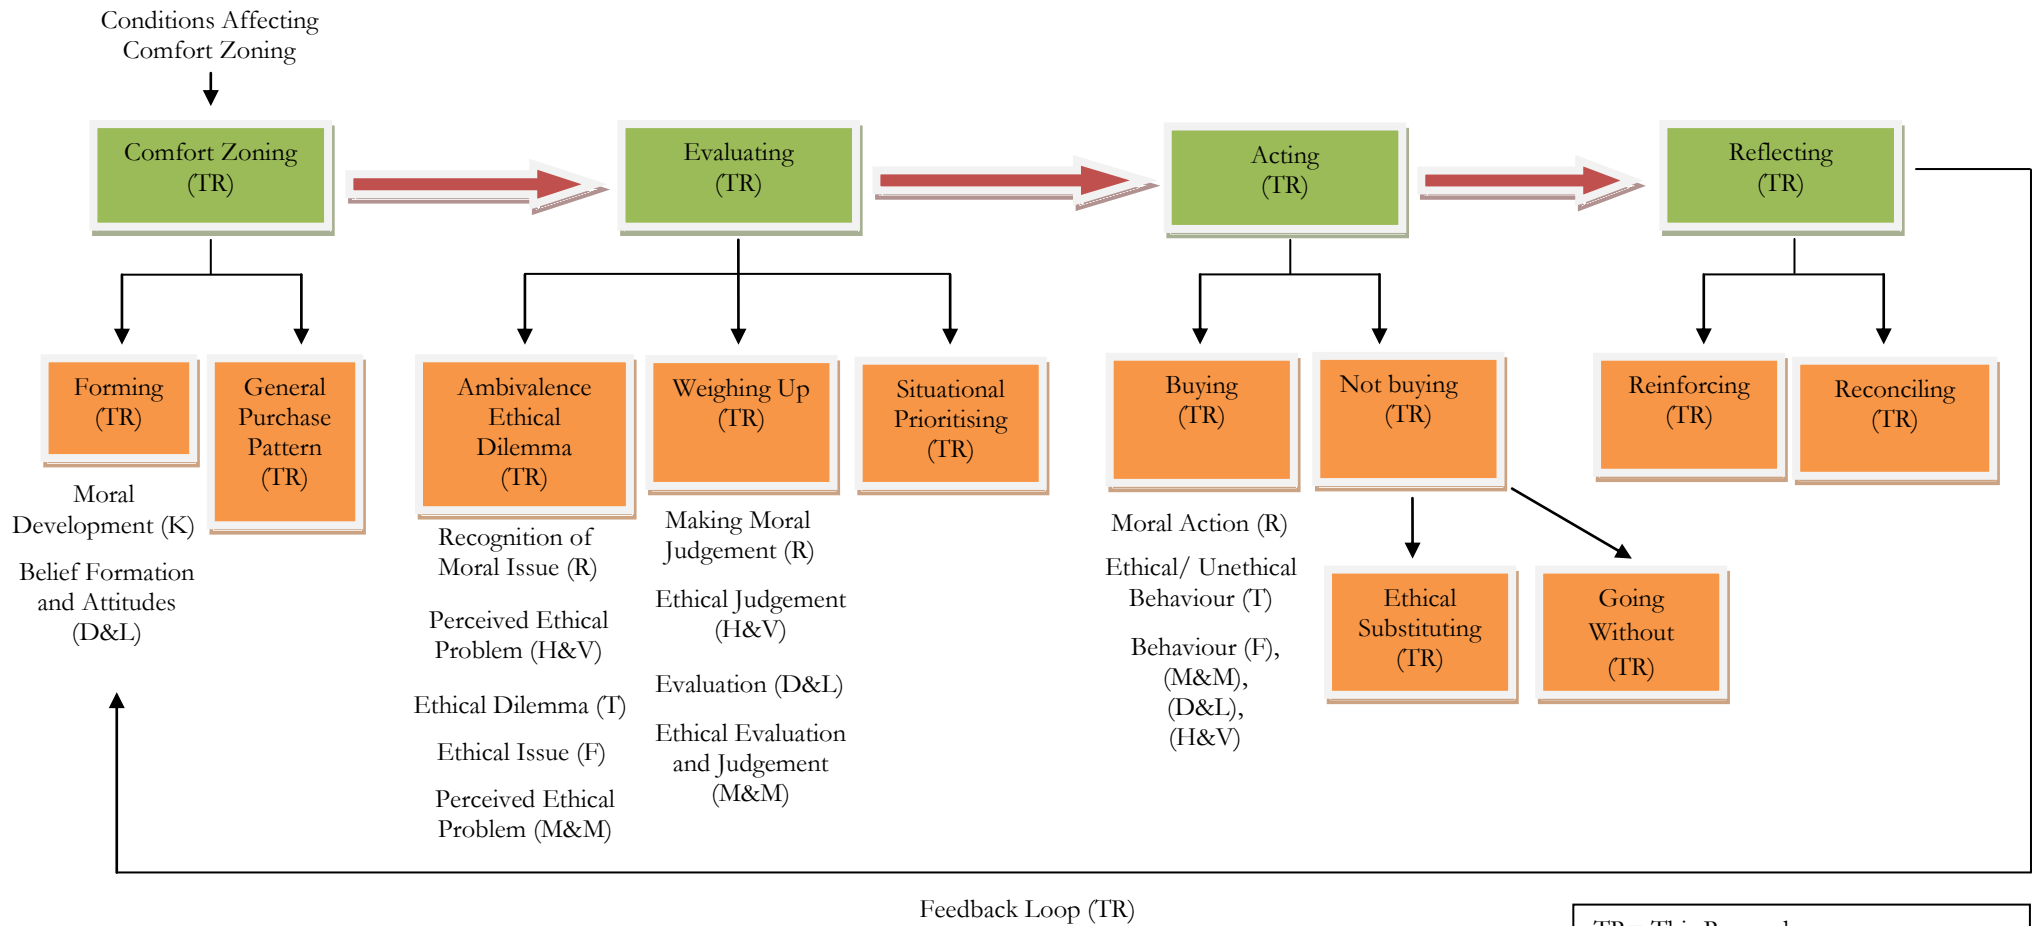 Conditions Affecting
Comfort Zoning
Comfort Zoning
(TR)
Evaluating
(TR)
Acting
(TR)
Reflecting
(TR)
Forming
(TR)
General
Purchase
Pattern
(TR)
Ambivalence
Ethical
Dilemma
(TR)
Weighing Up
(TR)
Situational
Prioritising
(TR)
Buying
(TR)
Not buying
(TR)
Reinforcing
(TR)
Reconciling
(TR)
Moral
Development (K)
Belief Formation
and Attitudes
(D&L)
Recognition of
Moral Issue (R)
Perceived Ethical
Problem (H&V)
Ethical Dilemma (T)
Ethical Issue (F)
Perceived Ethical
Problem (M&M)
Making Moral
Judgement (R)
Ethical Judgement
(H&V)
Evaluation (D&L)
Ethical Evaluation
and Judgement
(M&M)
Moral Action (R)
Ethical/ Unethical
Behaviour (T)
Behaviour (F),
(M&M),
(D&L),
(H&V)
Ethical
Substituting
(TR)
Going
Without
(TR)
Feedback Loop (TR)
TR= This Research